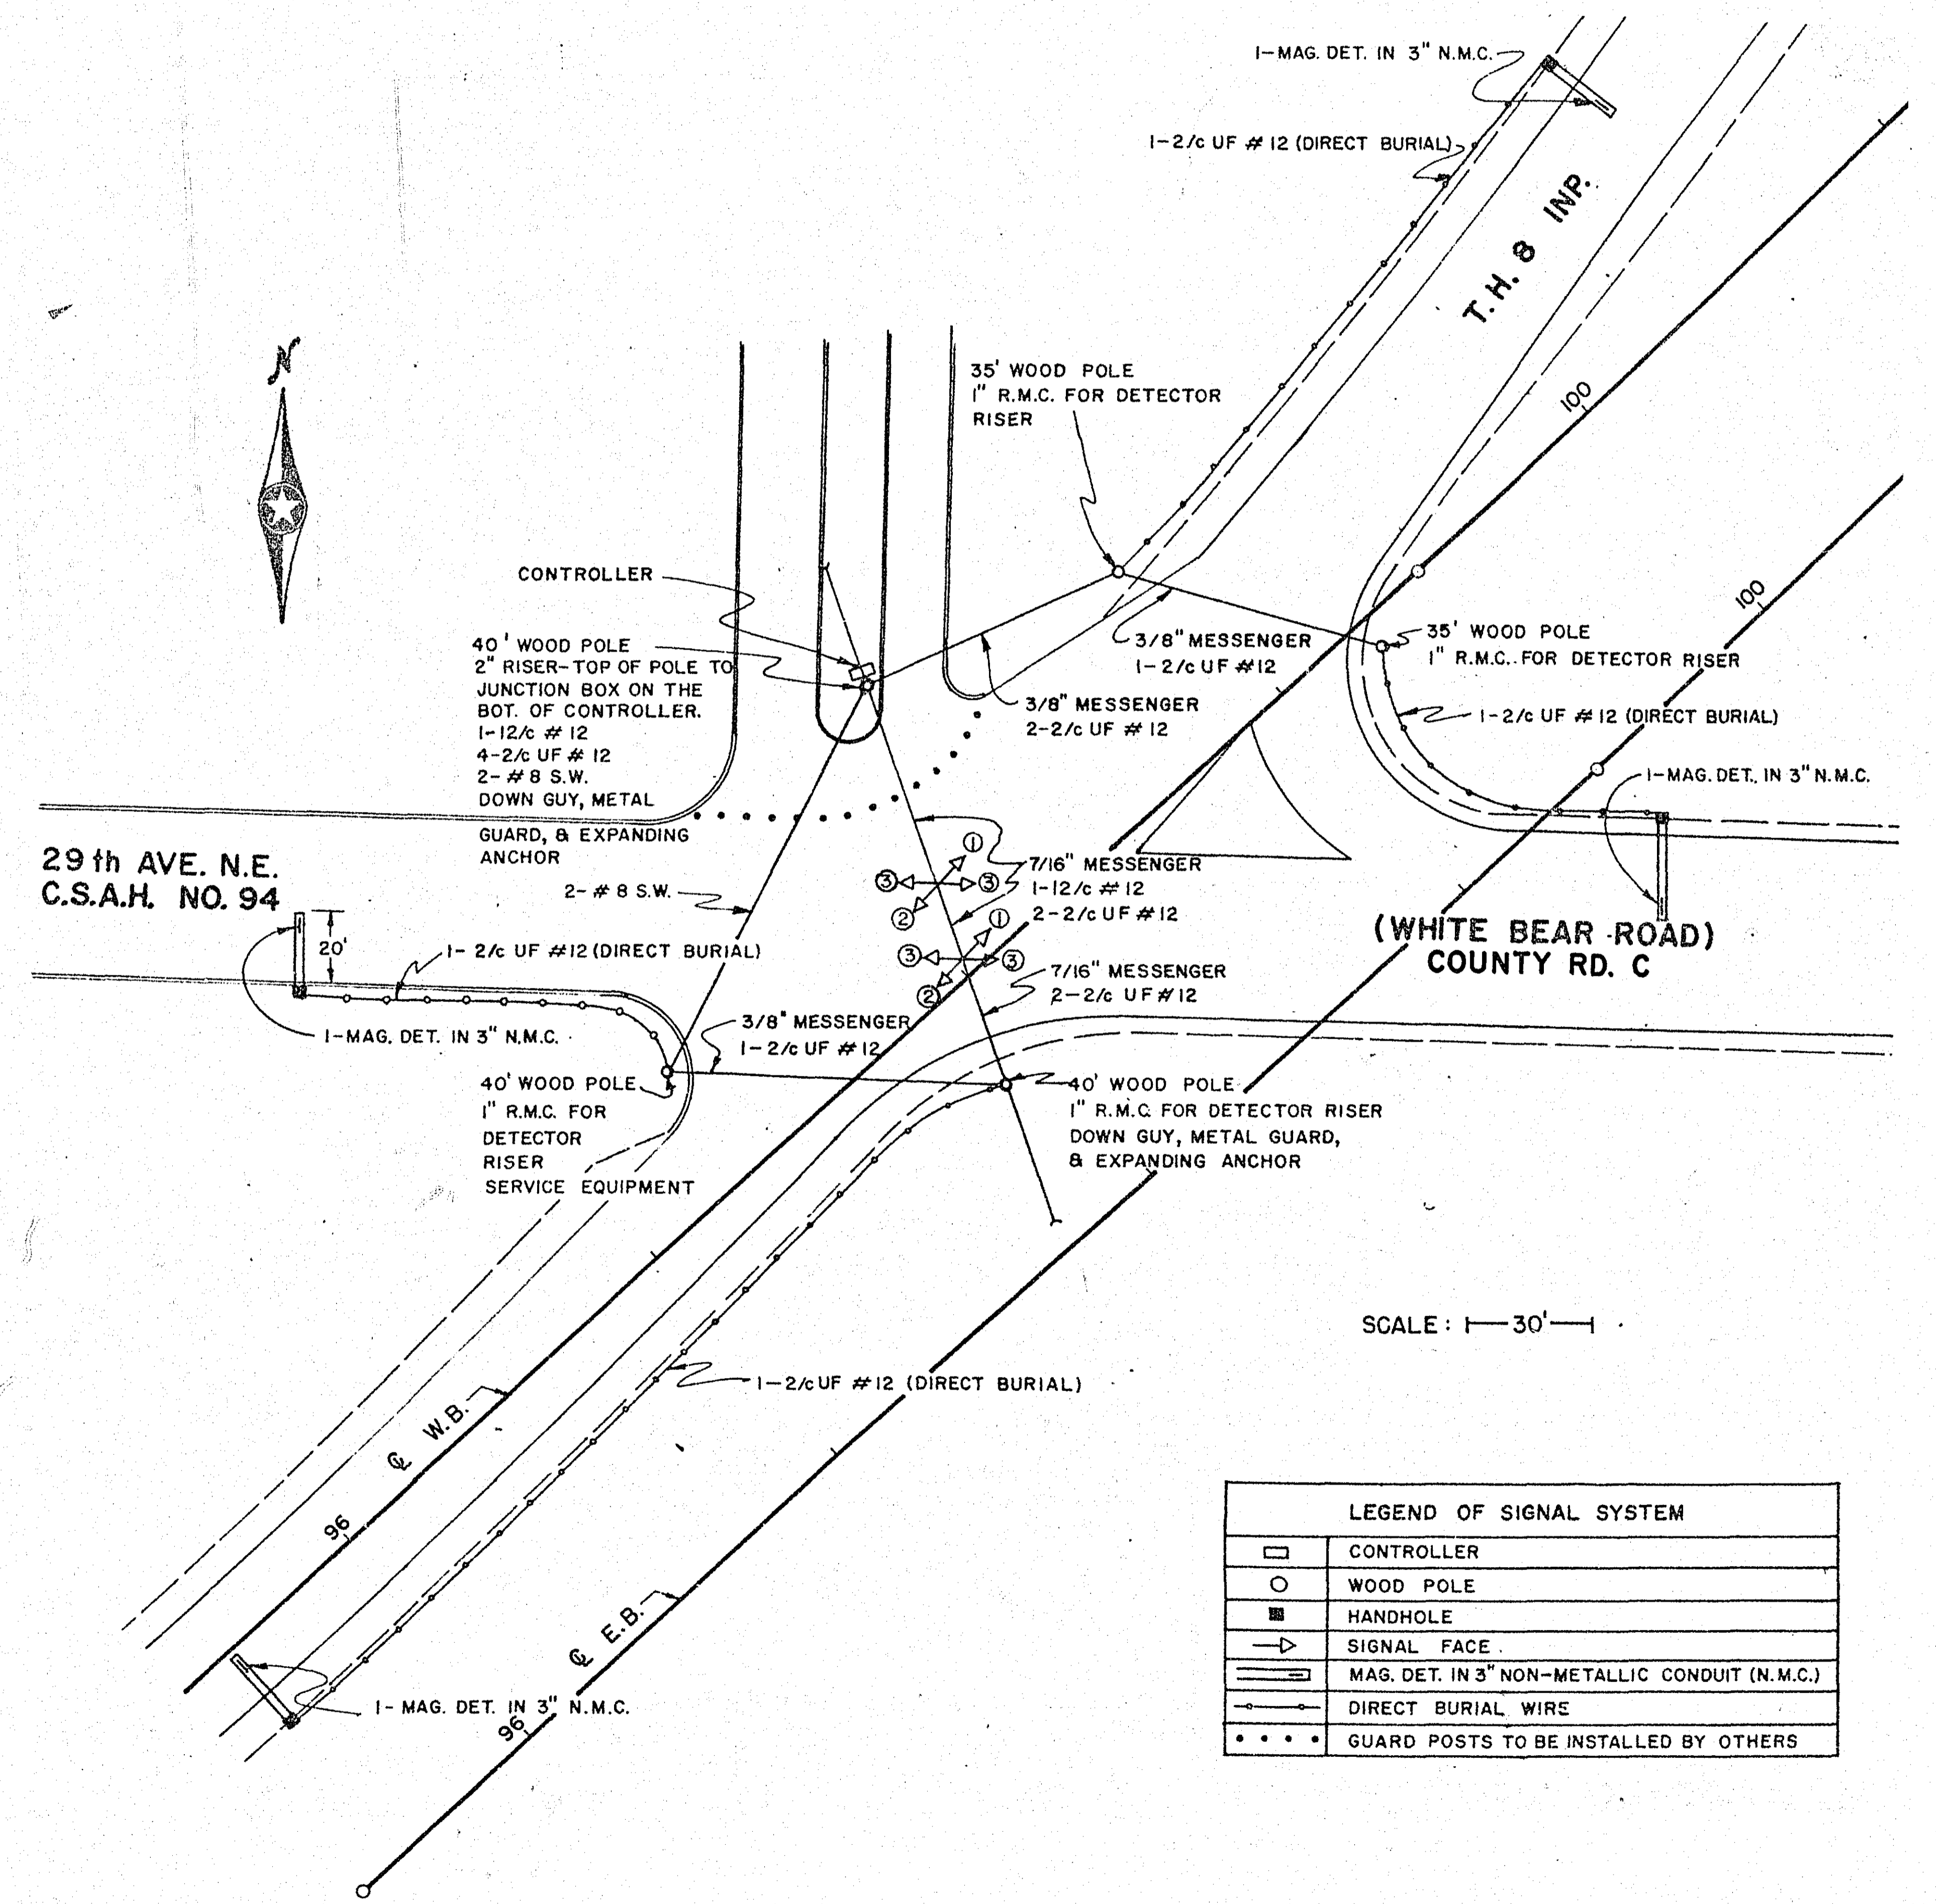 1-MAG. DET. IN 3" N.M.C.
1-2/c UF # 12 (DIRECT BURIAL)
T.H. 8 INP.
N
35' WOOD POLE
1" R.M.C. FOR DETECTOR
RISER
100
CONTROLLER
100
40' WOOD POLE
2" RISER-TOP OF POLE TO
JUNCTION BOX ON THE
BOT. OF CONTROLLER.
1-12/c # 12
4-2/c UF # 12
2- # 8 S.W.
DOWN GUY, METAL
GUARD, & EXPANDING
ANCHOR
3/8" MESSENGER
1-2/c UF #12
35' WOOD POLE
1" R.M.C. FOR DETECTOR RISER
3/8" MESSENGER
2-2/c UF # 12
1-2/c UF # 12 (DIRECT BURIAL)
1-MAG. DET. IN 3" N.M.C.
29th AVE. N.E.
C.S.A.H. NO. 94
2- # 8 S.W.
1
3
3
2
1
3
3
2
7/16" MESSENGER
1-12/c # 12
2-2/c UF #12
(WHITE BEAR ROAD)
COUNTY RD. C
20'
1- 2/c UF #12 (DIRECT BURIAL)
7/16" MESSENGER
2-2/c UF #12
1-MAG. DET. IN 3" N.M.C.
3/8" MESSENGER
1-2/c UF # 12
40' WOOD POLE
1" R.M.C. FOR
DETECTOR
RISER
SERVICE EQUIPMENT
40' WOOD POLE
1" R.M.C. FOR DETECTOR RISER
DOWN GUY, METAL GUARD,
& EXPANDING ANCHOR
SCALE: 30'
1-2/c UF #12 (DIRECT BURIAL)
℄ W.B.
96
℄ E.B.
1- MAG. DET. IN 3" N.M.C.
96
LEGEND OF SIGNAL SYSTEM
CONTROLLER
WOOD POLE
HANDHOLE
SIGNAL FACE
MAG. DET. IN 3" NON-METALLIC CONDUIT (N.M.C.)
DIRECT BURIAL WIRE
GUARD POSTS TO BE INSTALLED BY OTHERS